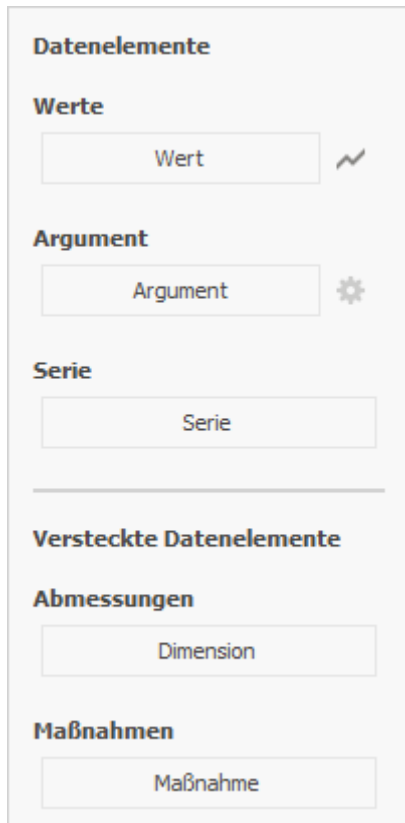 Datenelemente
Werte
Wert
Argument
Argument
Serie
Serie
Versteckte Datenelemente
Abmessungen
Dimension
Maßnahmen
Maßnahme